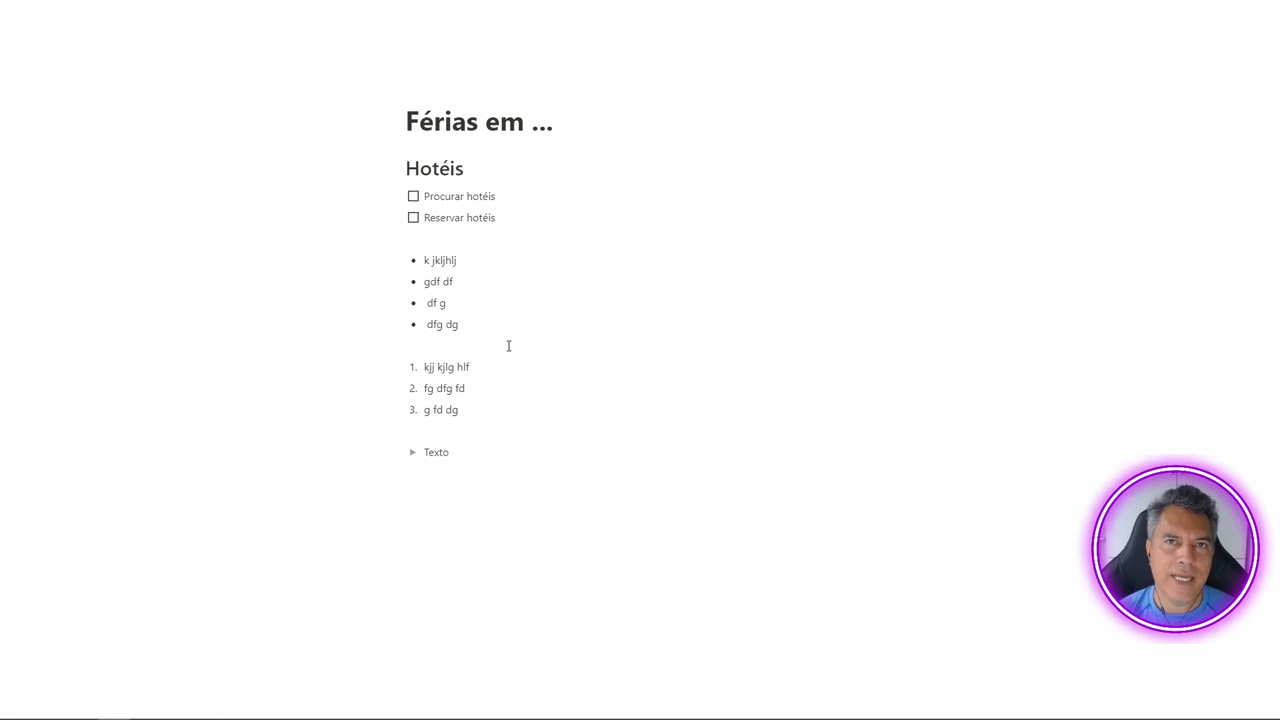 Férias em ...
Hotéis
Procurar hotéis
Reservar hotéis
• k jkljhlj
• gdf df
• df g
• dfg dg
1. kjj kjlg hlf
2. fg dfg fd
3. g fd dg
Texto